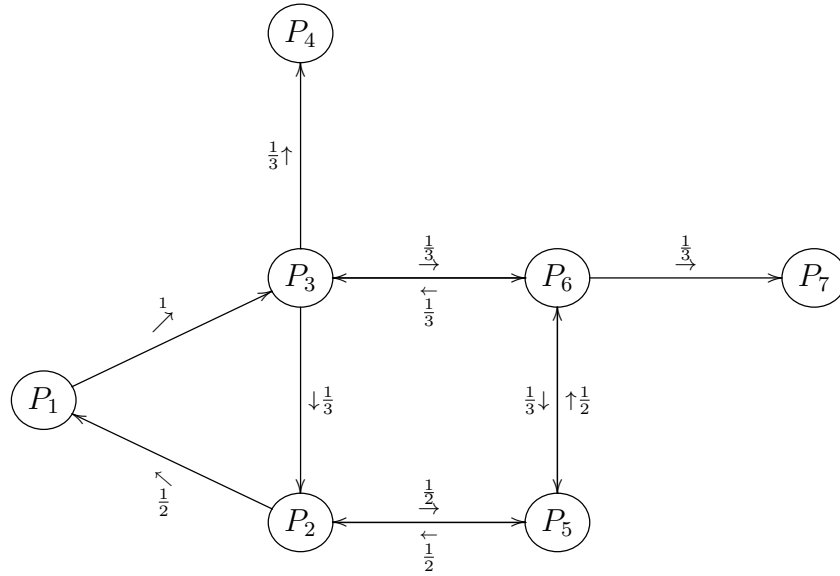 P₄
⅓↑
⅓
→
⅓
→
P₃
P₆
P₇
←
⅓
1
↗
↓⅓
⅓↓
↑½
P₁
↖
½
½
→
P₂
P₅
←
½